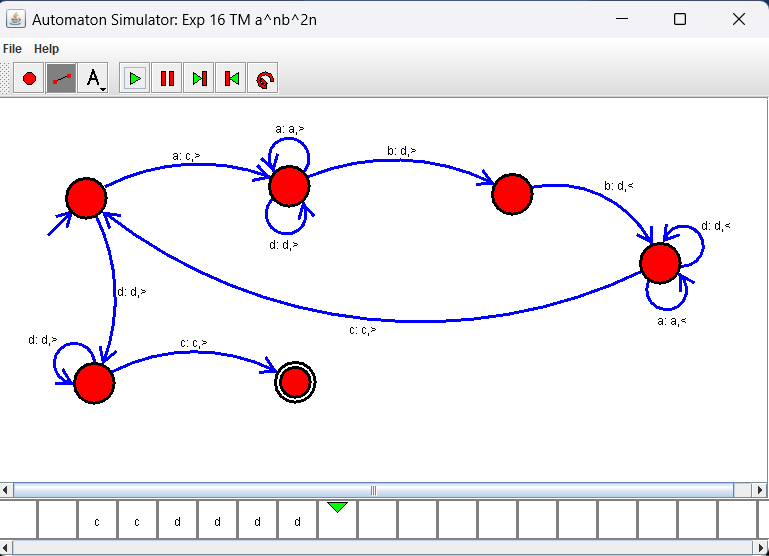 Automaton Simulator: Exp 16 TM a^nb^2n
File Help
A
a: a,>
a: c,>
b: d,>
b: d,<
d: d,<
d: d,>
d: d,>
a: a,<
c: c,>
d: d,>
c: c,>
c c d d d d